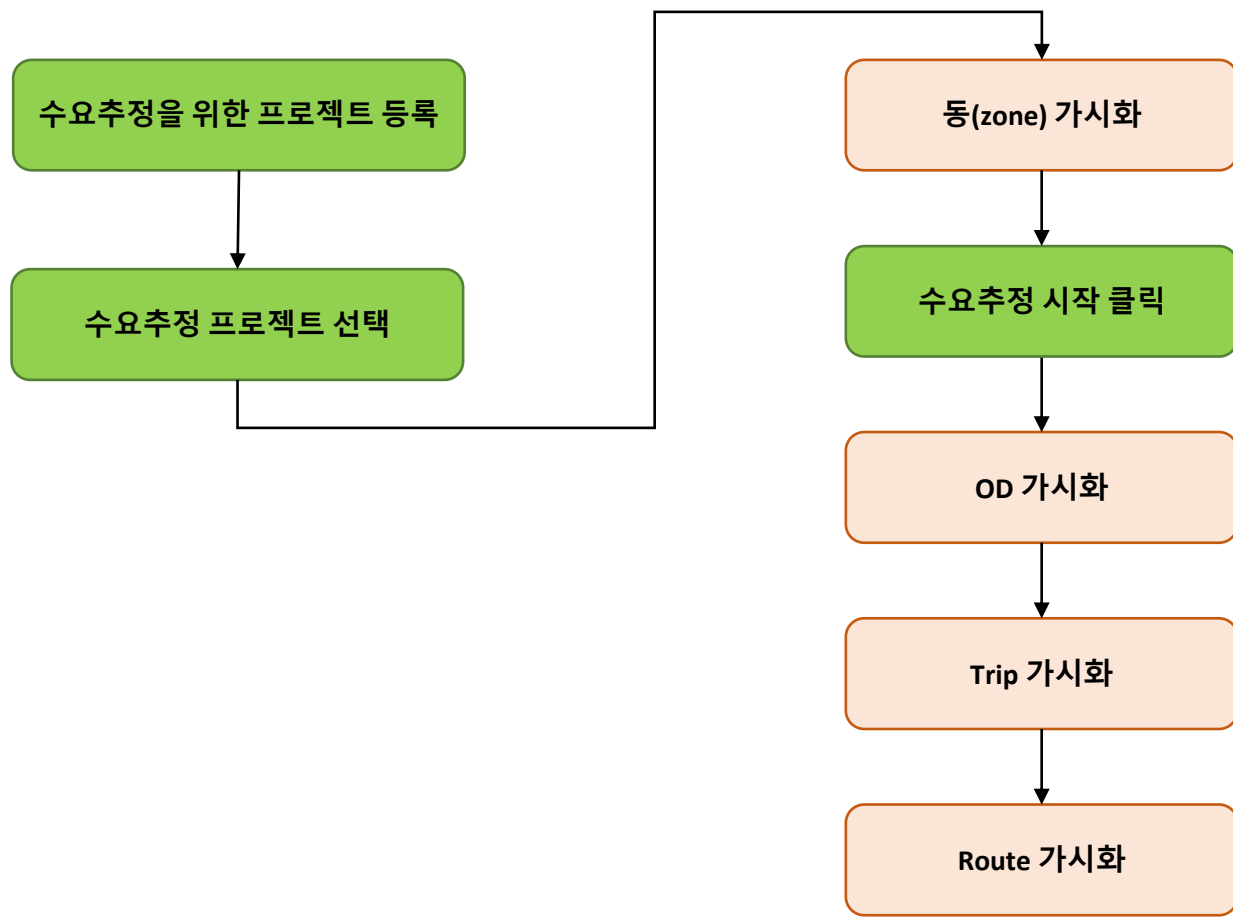 수요추정을 위한 프로젝트 등록
수요추정 프로젝트 선택
동(zone) 가시화
수요추정 시작 클릭
OD 가시화
Trip 가시화
Route 가시화